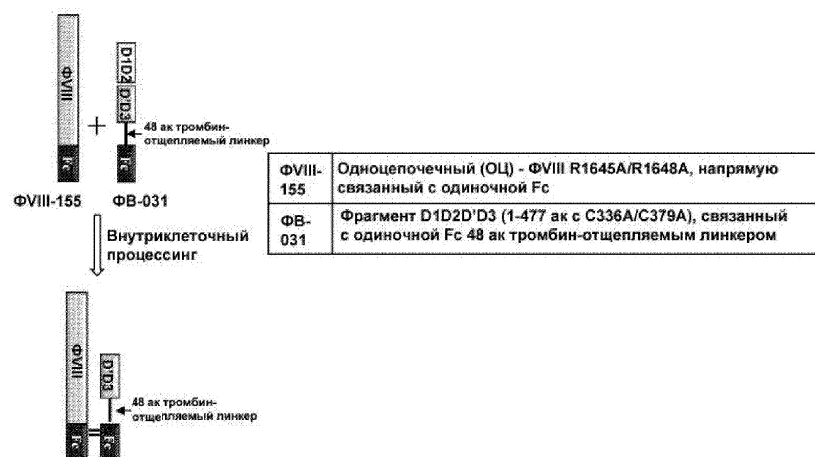 ФVIII
D1D2
D'D3
+
48 ак тромбин-
отщепляемый линкер
Fc
Fc
ФVIII-155
ФВ-031
Внутриклеточный
процессинг
ФVIII-
155
Одноцепочечный (ОЦ) - ФVIII R1645A/R1648A, напрямую
связанный с одиночной Fc
ФВ-
031
Фрагмент D1D2D'D3 (1-477 ак с C336A/C379A), связанный
с одиночной Fc 48 ак тромбин-отщепляемым линкером
ФVIII
D'D3
48 ак тромбин-
отщепляемый линкер
Fc
Fc